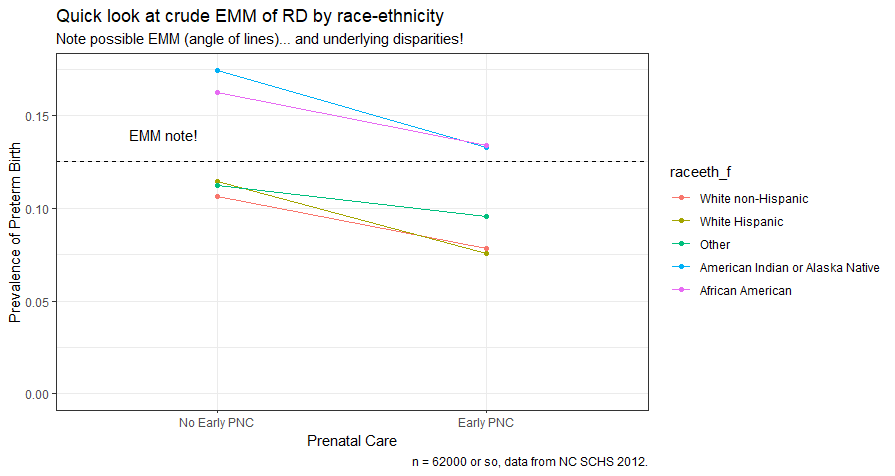 Quick look at crude EMM of RD by race-ethnicity
Note possible EMM (angle of lines)... and underlying disparities!
Prevalence of Preterm Birth
0.15
0.10
0.05
0.00
EMM note!
No Early PNC
Early PNC
Prenatal Care
raceeth_f
White non-Hispanic
White Hispanic
Other
American Indian or Alaska Native
African American
n = 62000 or so, data from NC SCHS 2012.